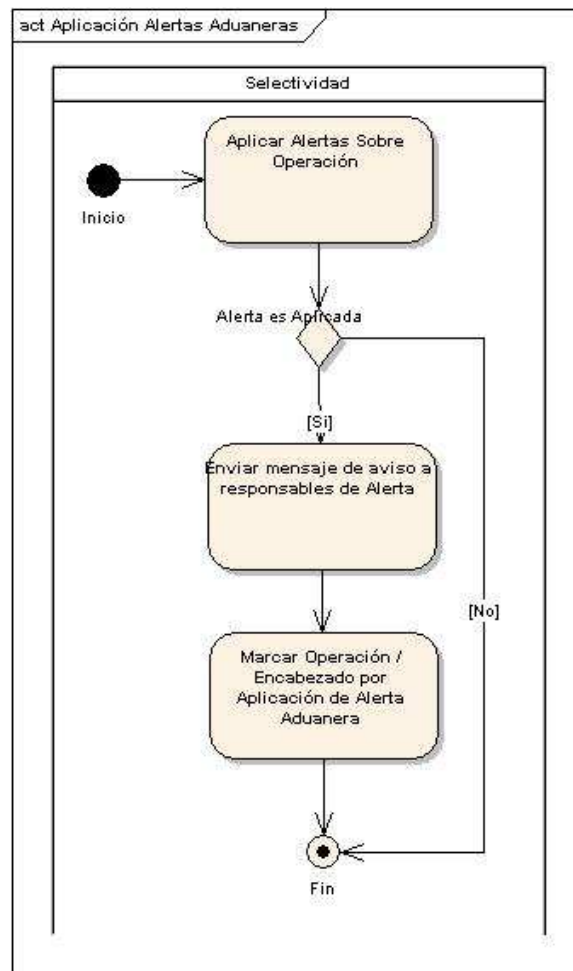 act Aplicación Alertas Aduaneras
Selectividad
Aplicar Alertas Sobre
Operación
Inicio
Alerta es Aplicada
[Si]
Enviar mensaje de aviso a
responsables de Alerta
[No]
Marcar Operación /
Encabezado por
Aplicación de Alerta
Aduanera
Fin